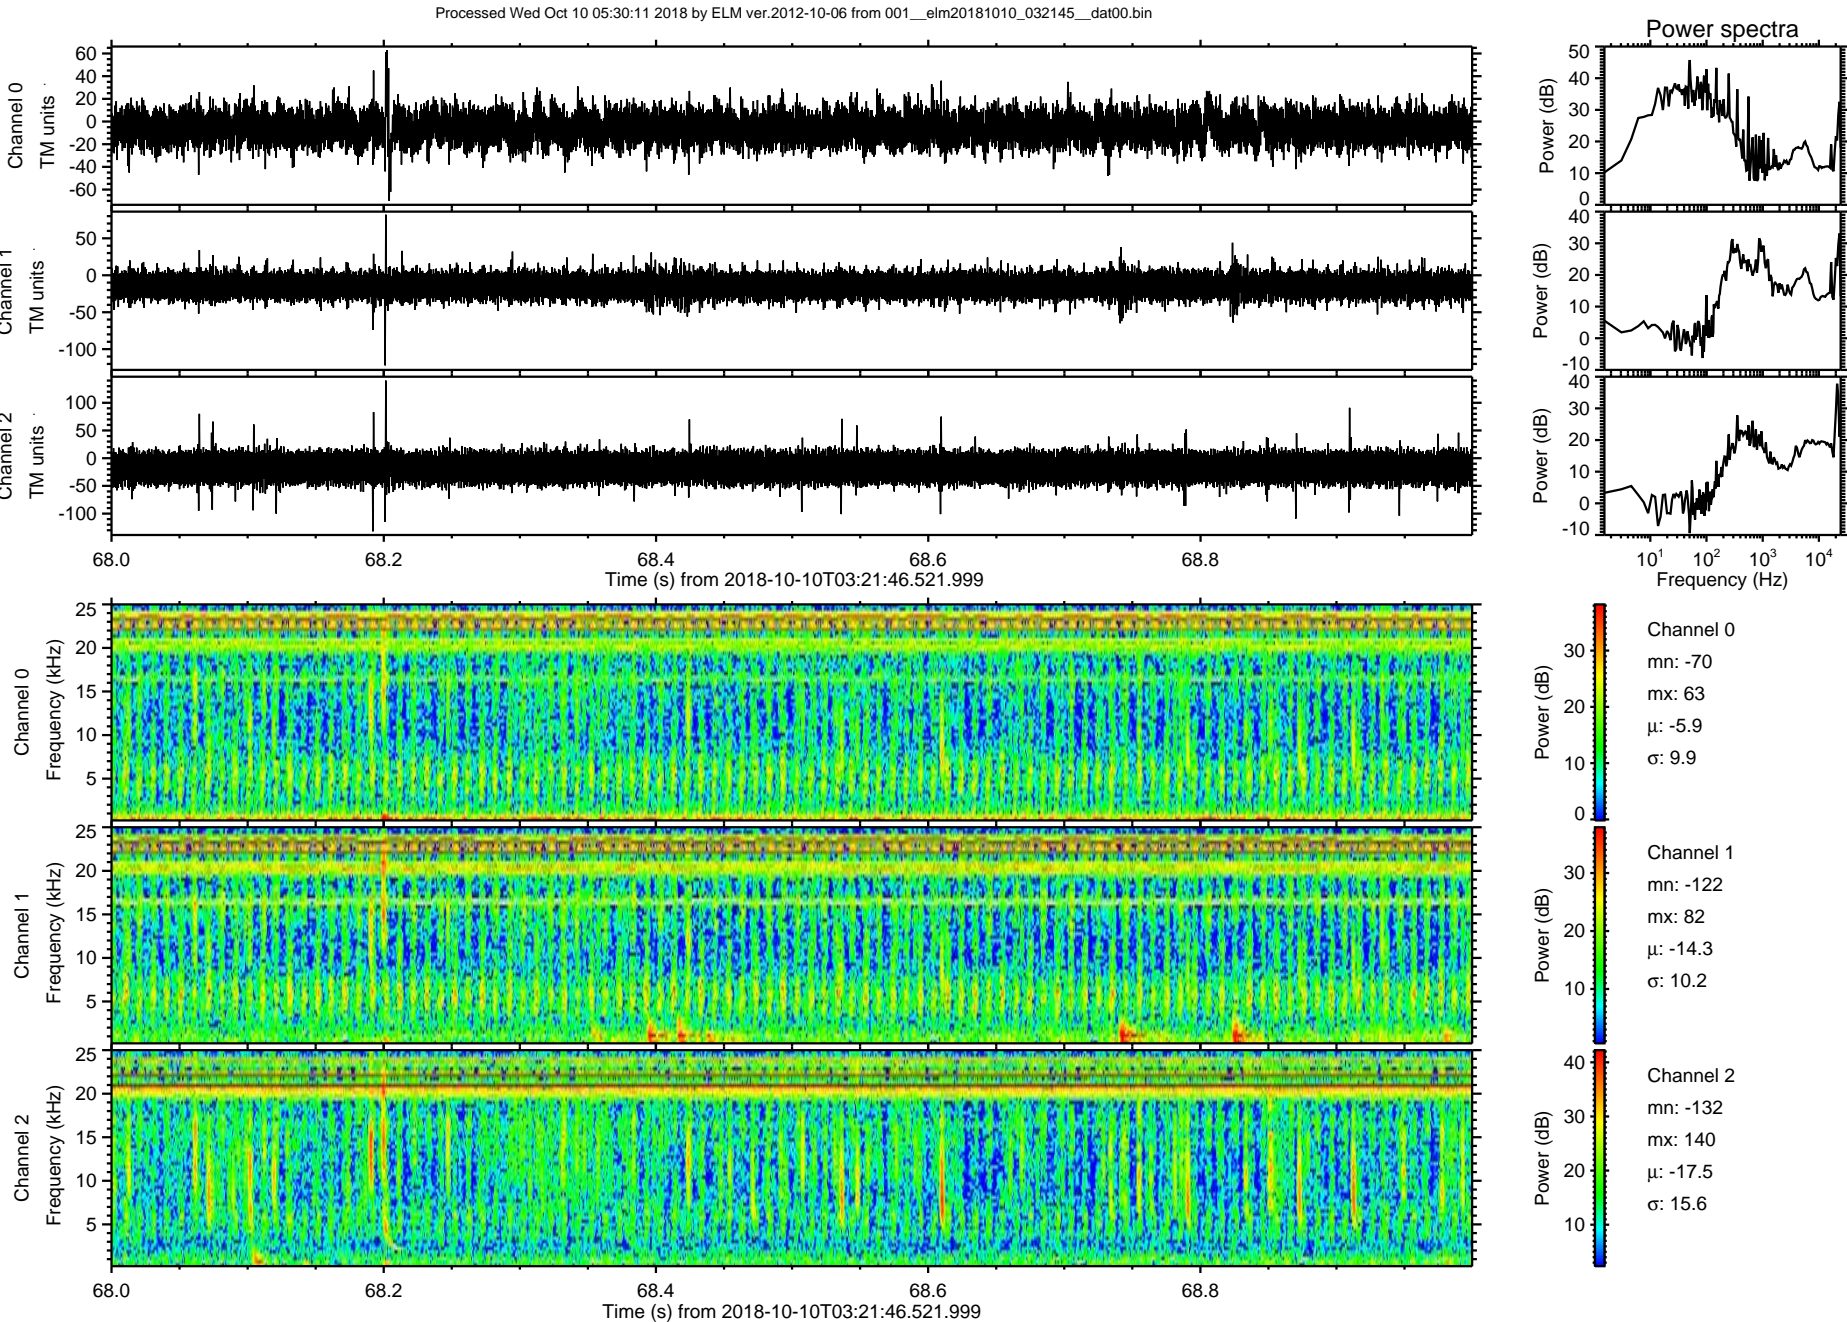 Processed Wed Oct 10 05:30:11 2018 by ELM ver.2012-10-06 from 001__elm20181010_032145__dat00.bin
Power spectra
Channel 0
TM units
60
40
20
0
-20
-40
-60
Power (dB)
50
40
30
20
10
0
Channel 1
TM units
50
0
-50
-100
Power (dB)
40
30
20
10
0
-10
Channel 2
TM units
100
50
0
-50
-100
Power (dB)
40
30
20
10
0
-10
68.0 68.2 68.4 68.6 68.8
Time (s) from 2018-10-10T03:21:46.521.999
10¹ 10² 10³ 10⁴
Frequency (Hz)
Channel 0
Frequency (kHz)
25
20
15
10
5
Power (dB)
30
20
10
0
Channel 0
mn: -70
mx: 63
μ: -5.9
σ: 9.9
Channel 1
Frequency (kHz)
25
20
15
10
5
Power (dB)
30
20
10
Channel 1
mn: -122
mx: 82
μ: -14.3
σ: 10.2
Channel 2
Frequency (kHz)
25
20
15
10
5
Power (dB)
40
30
20
10
Channel 2
mn: -132
mx: 140
μ: -17.5
σ: 15.6
68.0 68.2 68.4 68.6 68.8
Time (s) from 2018-10-10T03:21:46.521.999